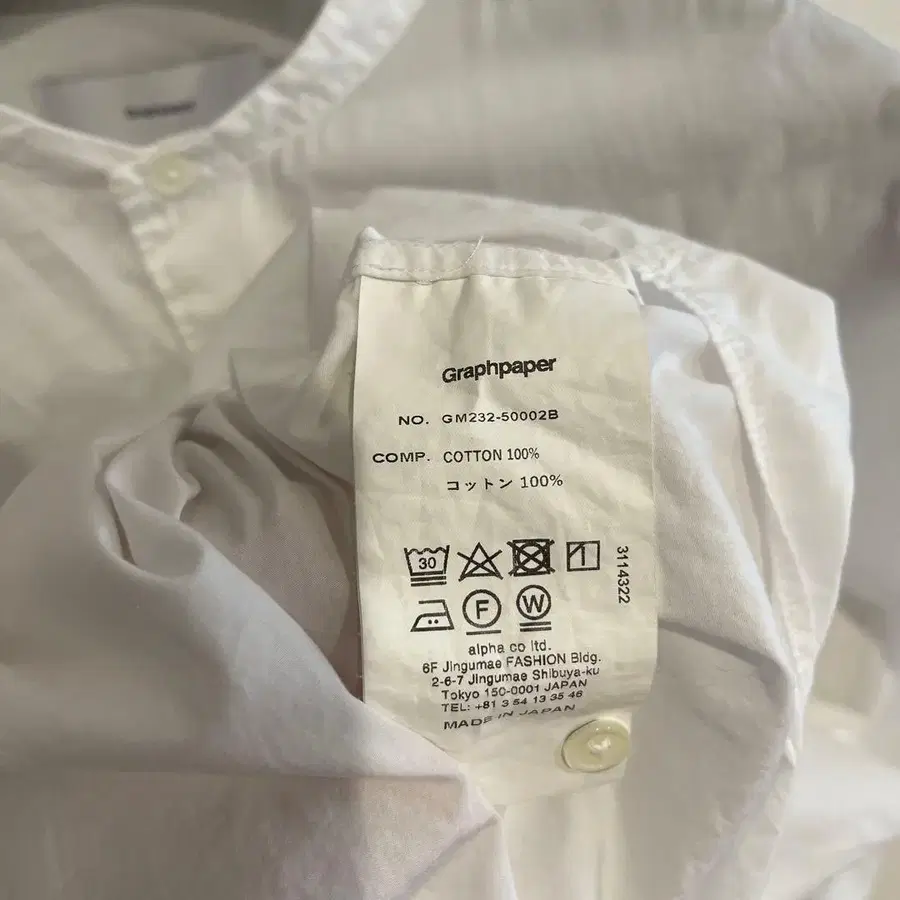 Graphpaper
NO. GM232-50002B
COMP. COTTON 100%
コットン 100%
30
F
W
3114322
alpha co ltd.
6F Jingumae FASHION Bldg.
2-6-7 Jingumae Shibuya-ku
Tokyo 150-0001 JAPAN
TEL: +81 3 54 13 35 46
MADE IN JAPAN